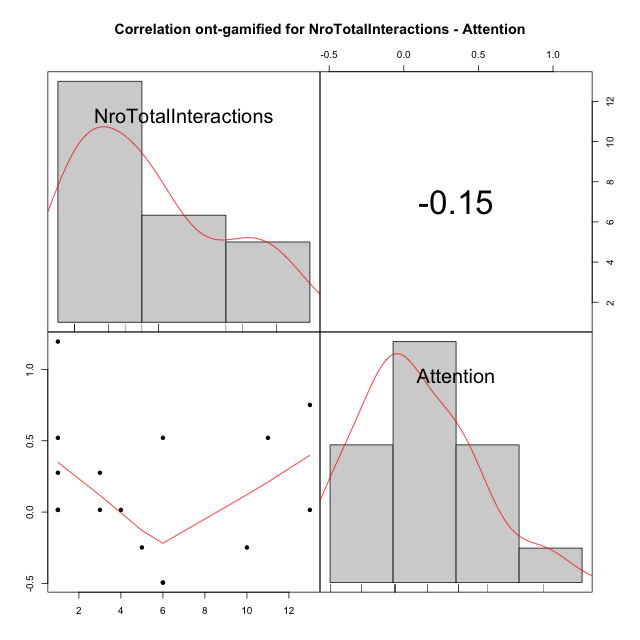 Correlation ont-gamified for NroTotalInteractions - Attention
-0.5 0.0 0.5 1.0
NroTotalInteractions
-0.15
12
10
8
6
4
2
1.0
0.5
0.0
-0.5
Attention
2 4 6 8 10 12